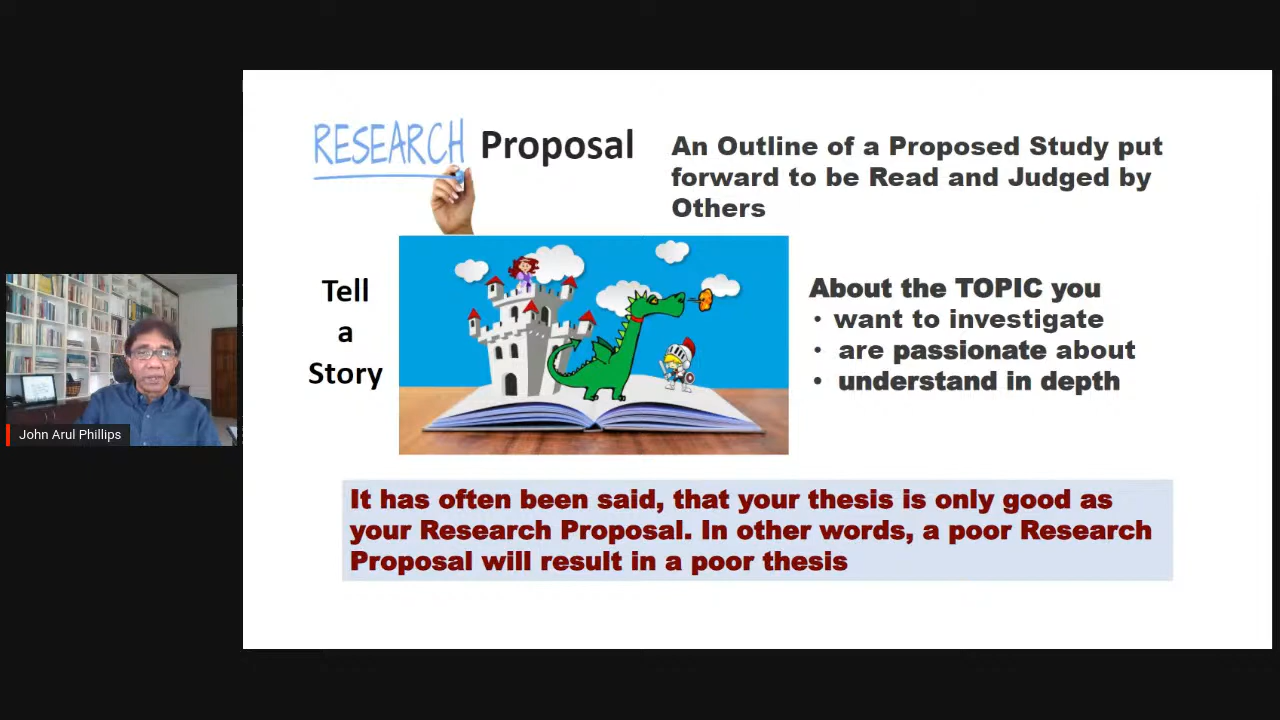 RESEARCH Proposal
An Outline of a Proposed Study put
forward to be Read and Judged by
Others
Tell
a
Story
About the TOPIC you
• want to investigate
• are passionate about
• understand in depth
John Arul Phillips
It has often been said, that your thesis is only good as
your Research Proposal. In other words, a poor Research
Proposal will result in a poor thesis